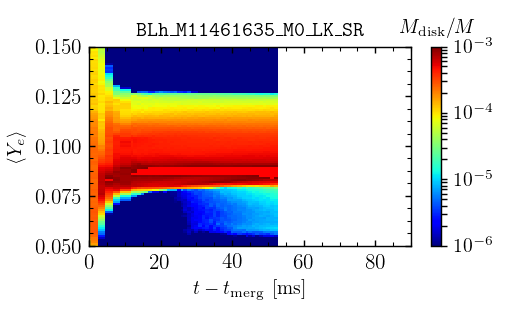 BLh_M11461635_M0_LK_SR
M_disk/M
0.150
0.125
0.100
0.075
0.050
⟨Y_e⟩
0 20 40 60 80
t − t_merg [ms]
10^−3
10^−4
10^−5
10^−6